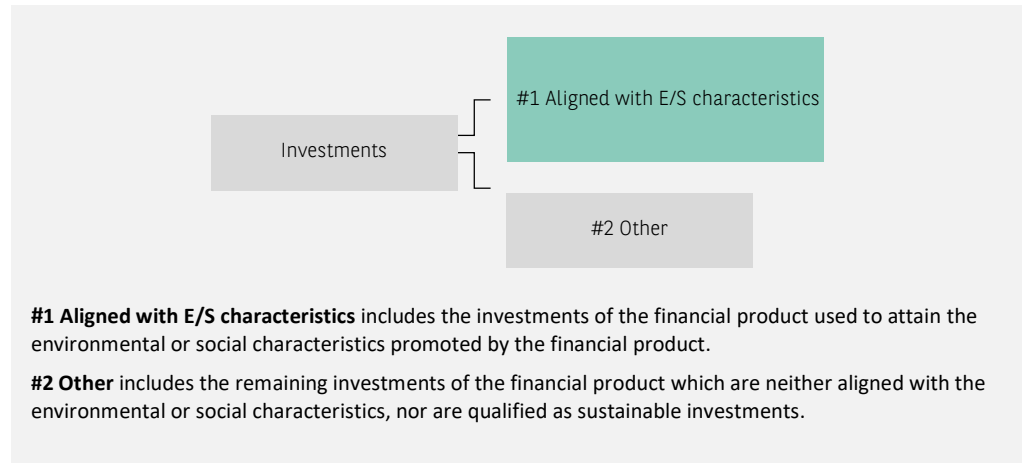 #1 Aligned with E/S characteristics
Investments
#2 Other
#1 Aligned with E/S characteristics includes the investments of the financial product used to attain the
environmental or social characteristics promoted by the financial product.
#2 Other includes the remaining investments of the financial product which are neither aligned with the
environmental or social characteristics, nor are qualified as sustainable investments.